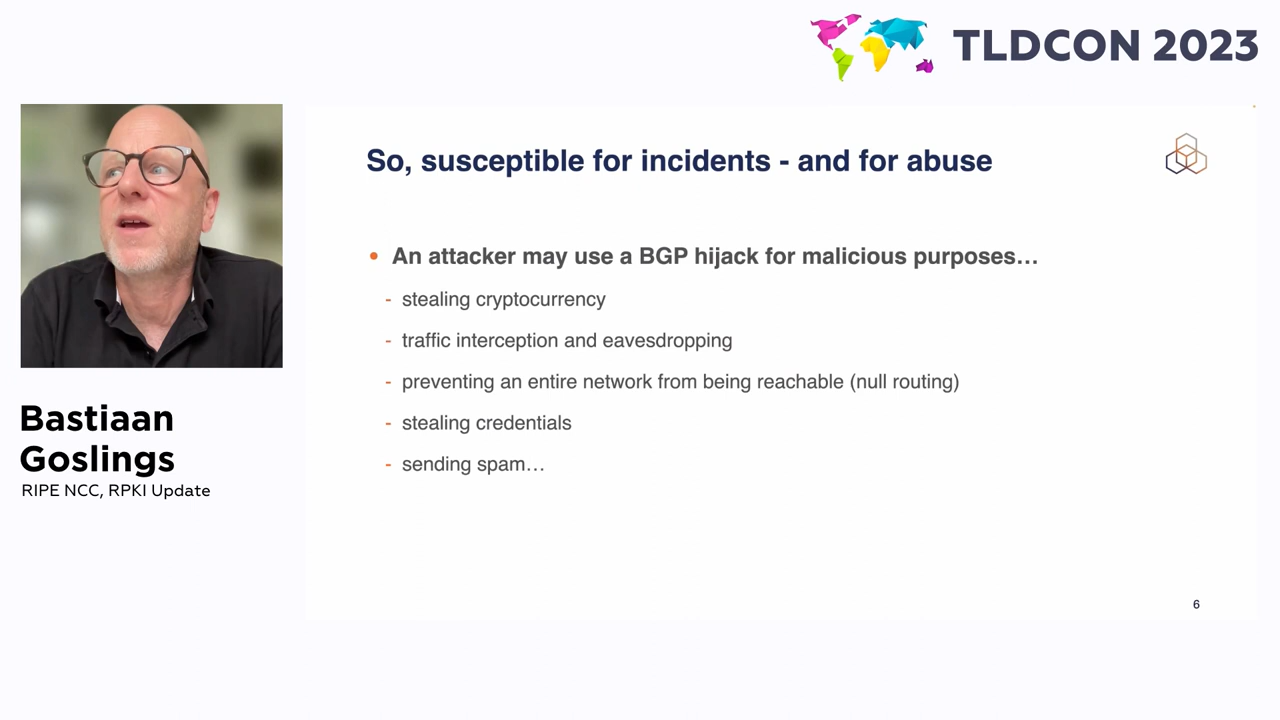 TLDCON 2023
So, susceptible for incidents - and for abuse
• An attacker may use a BGP hijack for malicious purposes…
- stealing cryptocurrency
- traffic interception and eavesdropping
- preventing an entire network from being reachable (null routing)
- stealing credentials
- sending spam…
6
Bastiaan
Goslings
RIPE NCC, RPKI Update